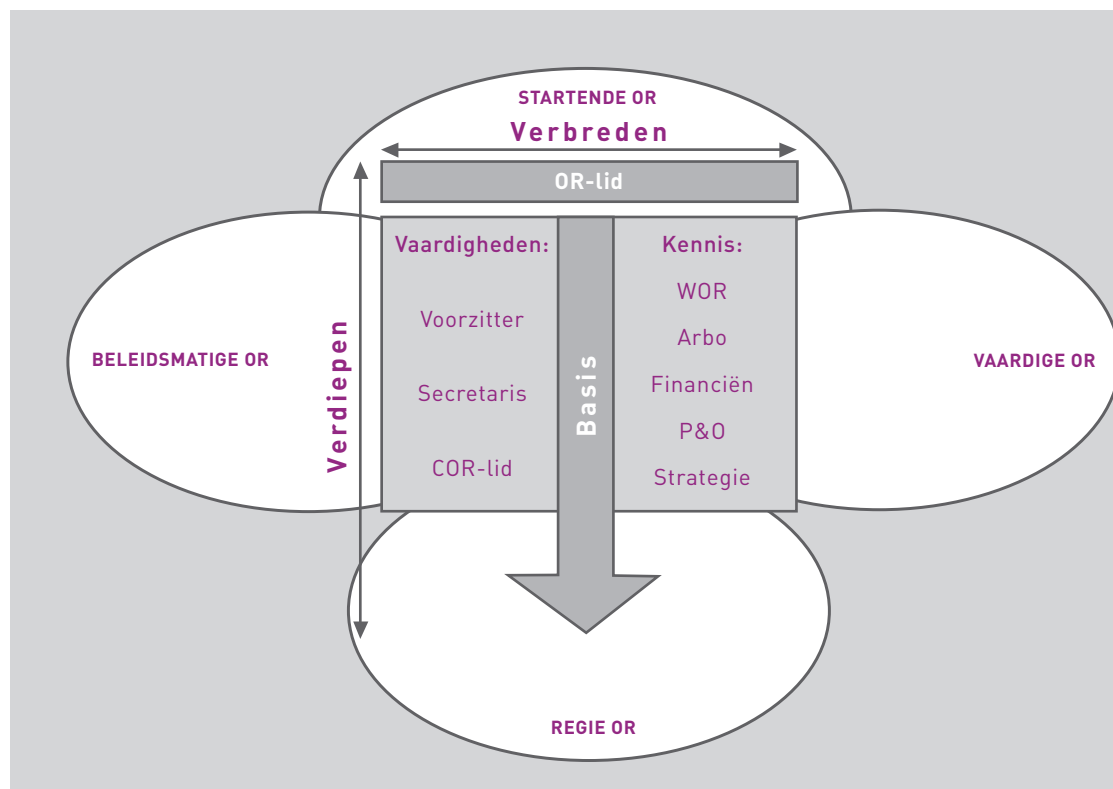 STARTENDE OR
Verbreden
OR-lid
BELEIDSMATIGE OR
Verdiepen
Vaardigheden:
Voorzitter
Secretaris
COR-lid
Basis
Kennis:
WOR
Arbo
Financiën
P&O
Strategie
VAARDIGE OR
REGIE OR